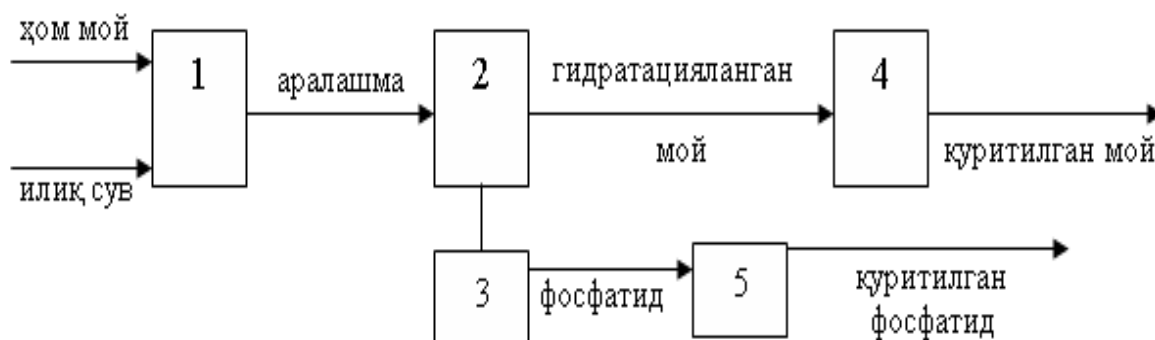 ҳом мой
1
аралашма
2
гидратацияланган
мой
4
қуритилган мой
илиқ сув
3
фосфатид
5
қуритилган
фосфатид